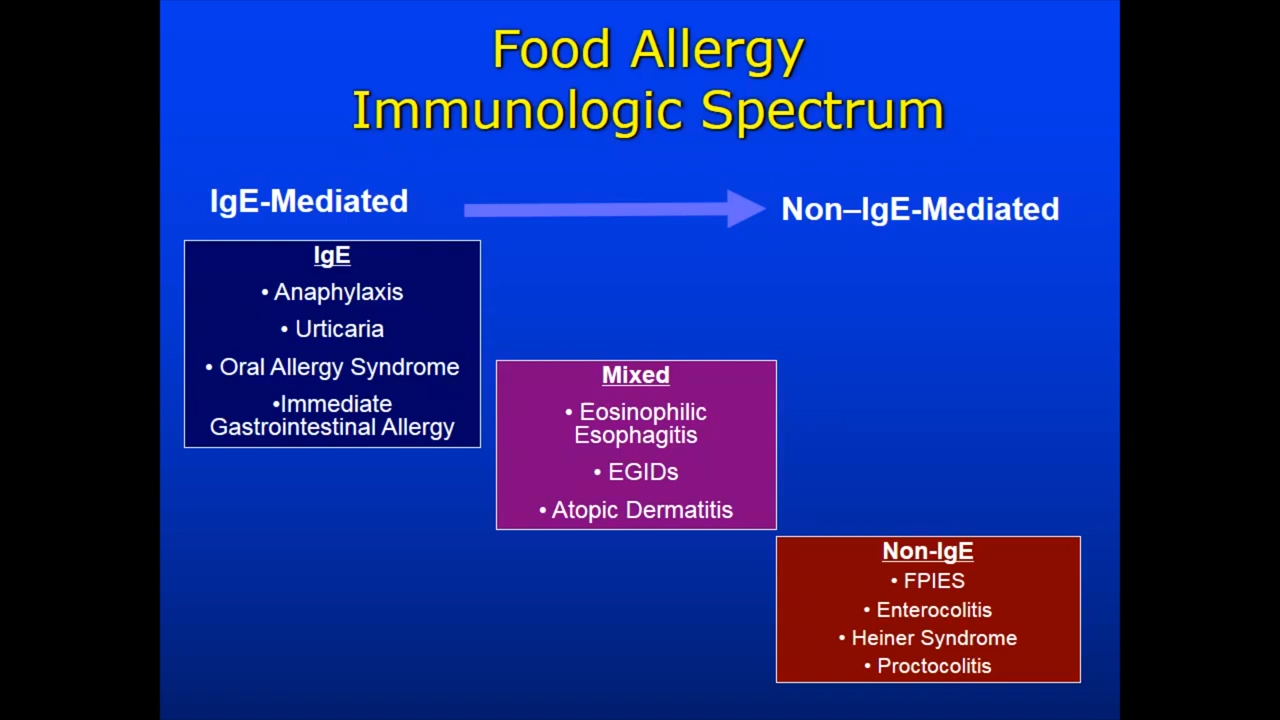 Food Allergy
Immunologic Spectrum
IgE-Mediated
Non–IgE-Mediated
IgE
• Anaphylaxis
• Urticaria
• Oral Allergy Syndrome
•Immediate
Gastrointestinal Allergy
Mixed
• Eosinophilic
Esophagitis
• EGIDs
• Atopic Dermatitis
Non-IgE
• FPIES
• Enterocolitis
• Heiner Syndrome
• Proctocolitis